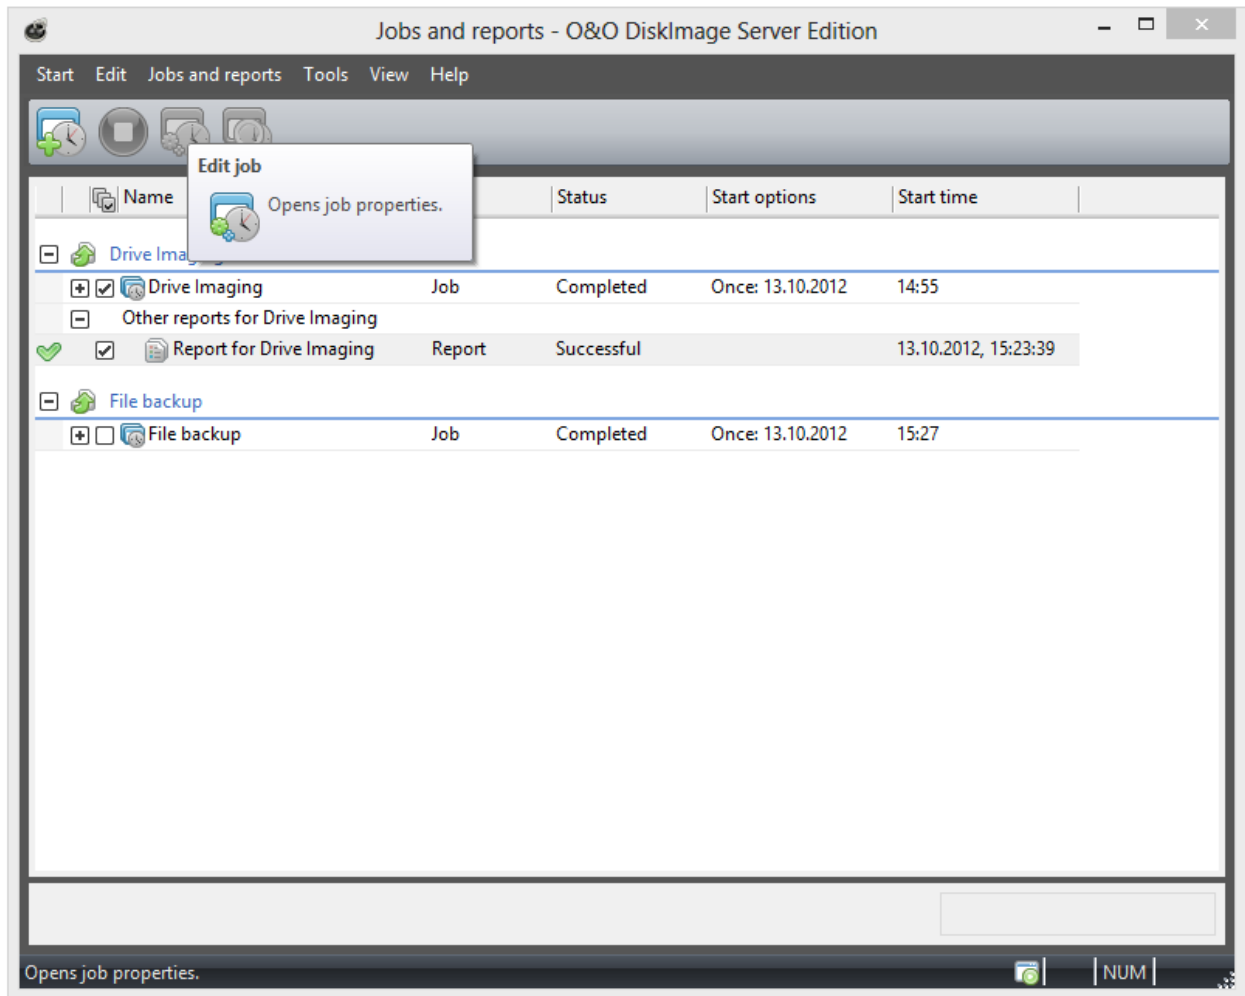 Jobs and reports - O&O DiskImage Server Edition
Start Edit Jobs and reports Tools View Help
Edit job
Opens job properties.
Name Status Start options Start time
Drive Ima
Drive Imaging Job Completed Once: 13.10.2012 14:55
Other reports for Drive Imaging
Report for Drive Imaging Report Successful 13.10.2012, 15:23:39
File backup
File backup Job Completed Once: 13.10.2012 15:27
Opens job properties. NUM